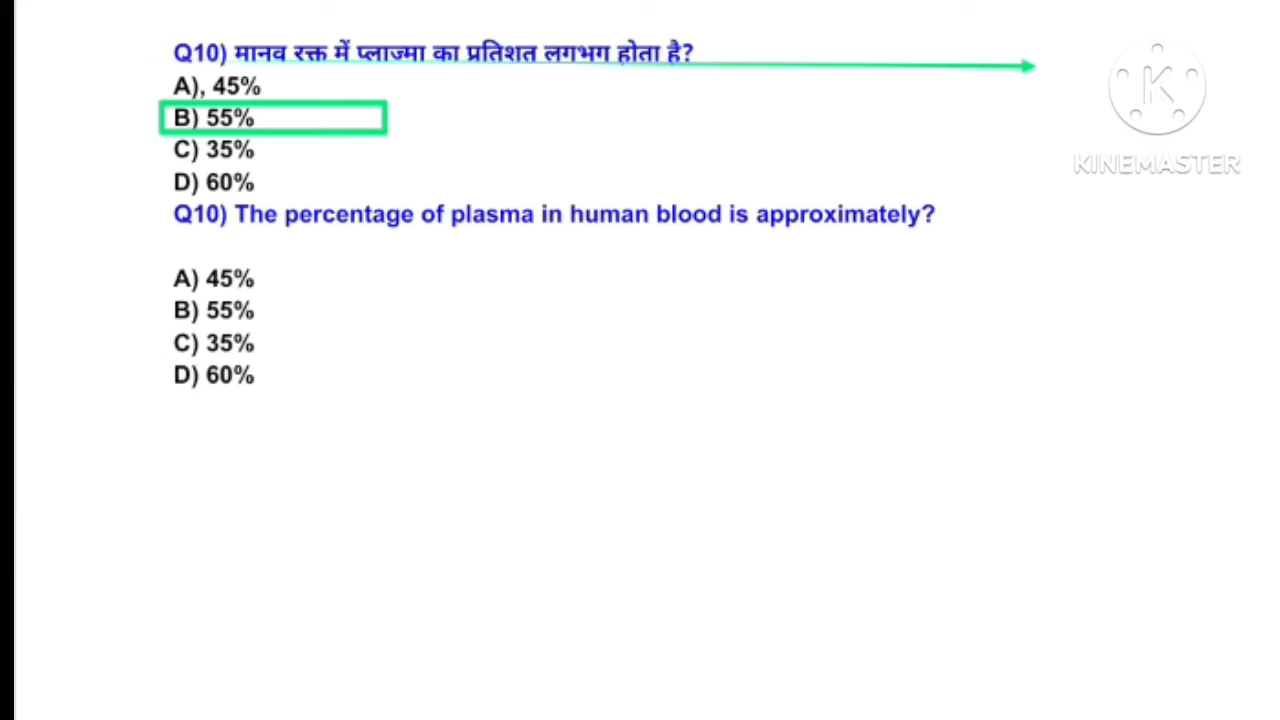 Q10) मानव रक्त में प्लाज्मा का प्रतिशत लगभग होता है?
A), 45%
B) 55%
C) 35%
D) 60%
Q10) The percentage of plasma in human blood is approximately?
A) 45%
B) 55%
C) 35%
D) 60%
K
KINEMASTER